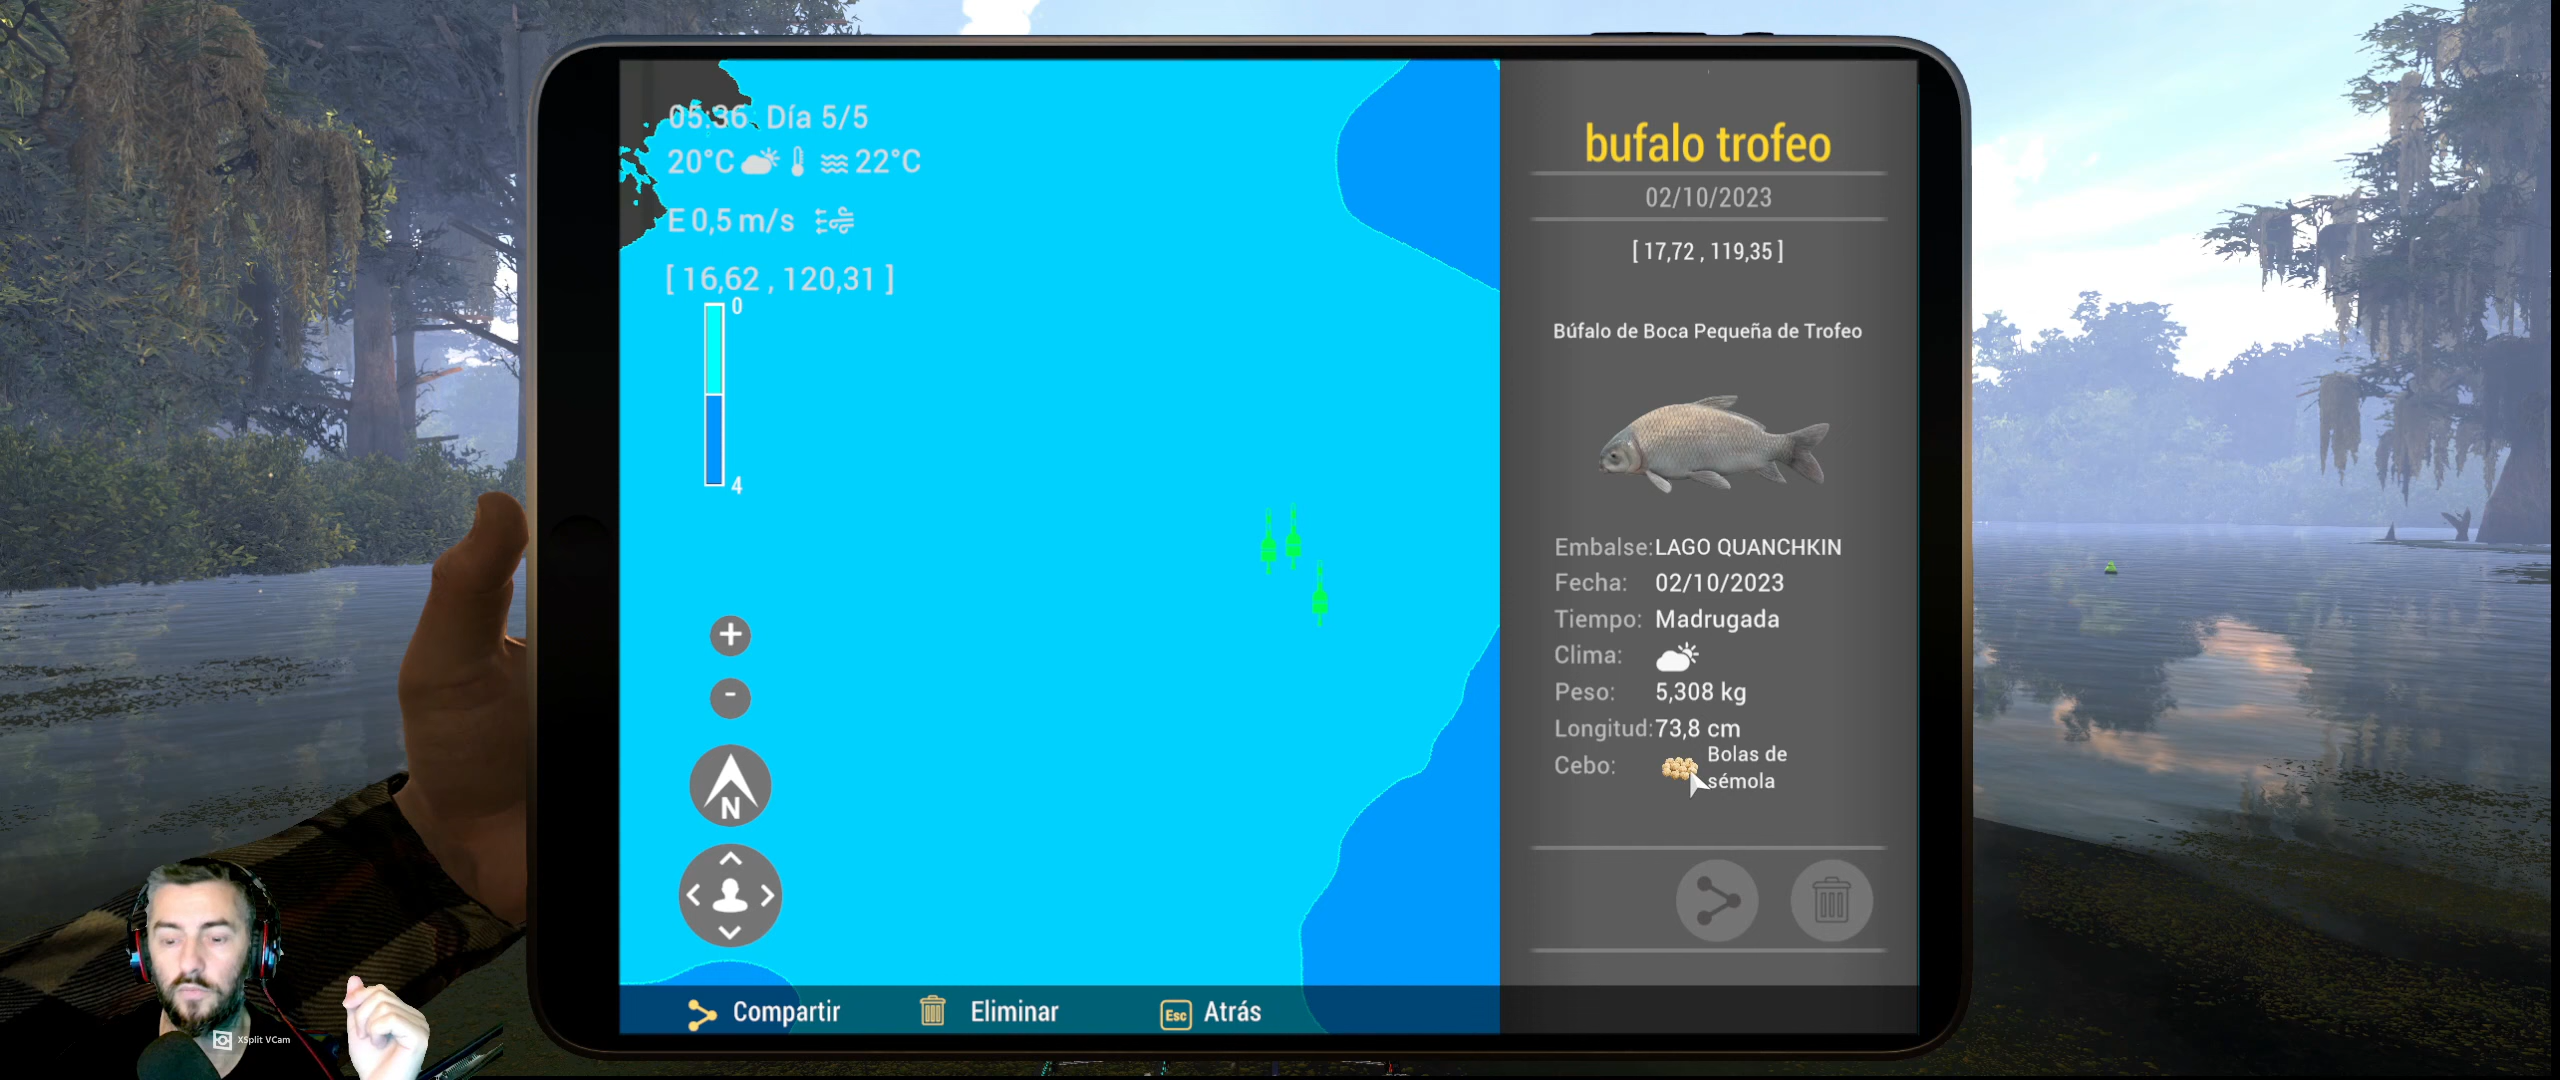 05:36 Día 5/5
20°C 22°C
E 0,5 m/s
[ 16,62 , 120,31 ]
0
4
+
-
N
Compartir
Eliminar
Esc Atrás
bufalo trofeo
02/10/2023
[ 17,72 , 119,35 ]
Búfalo de Boca Pequeña de Trofeo
Embalse: LAGO QUANCHKIN
Fecha: 02/10/2023
Tiempo: Madrugada
Clima:
Peso: 5,308 kg
Longitud: 73,8 cm
Cebo: Bolas de
sémola
XSplit VCam